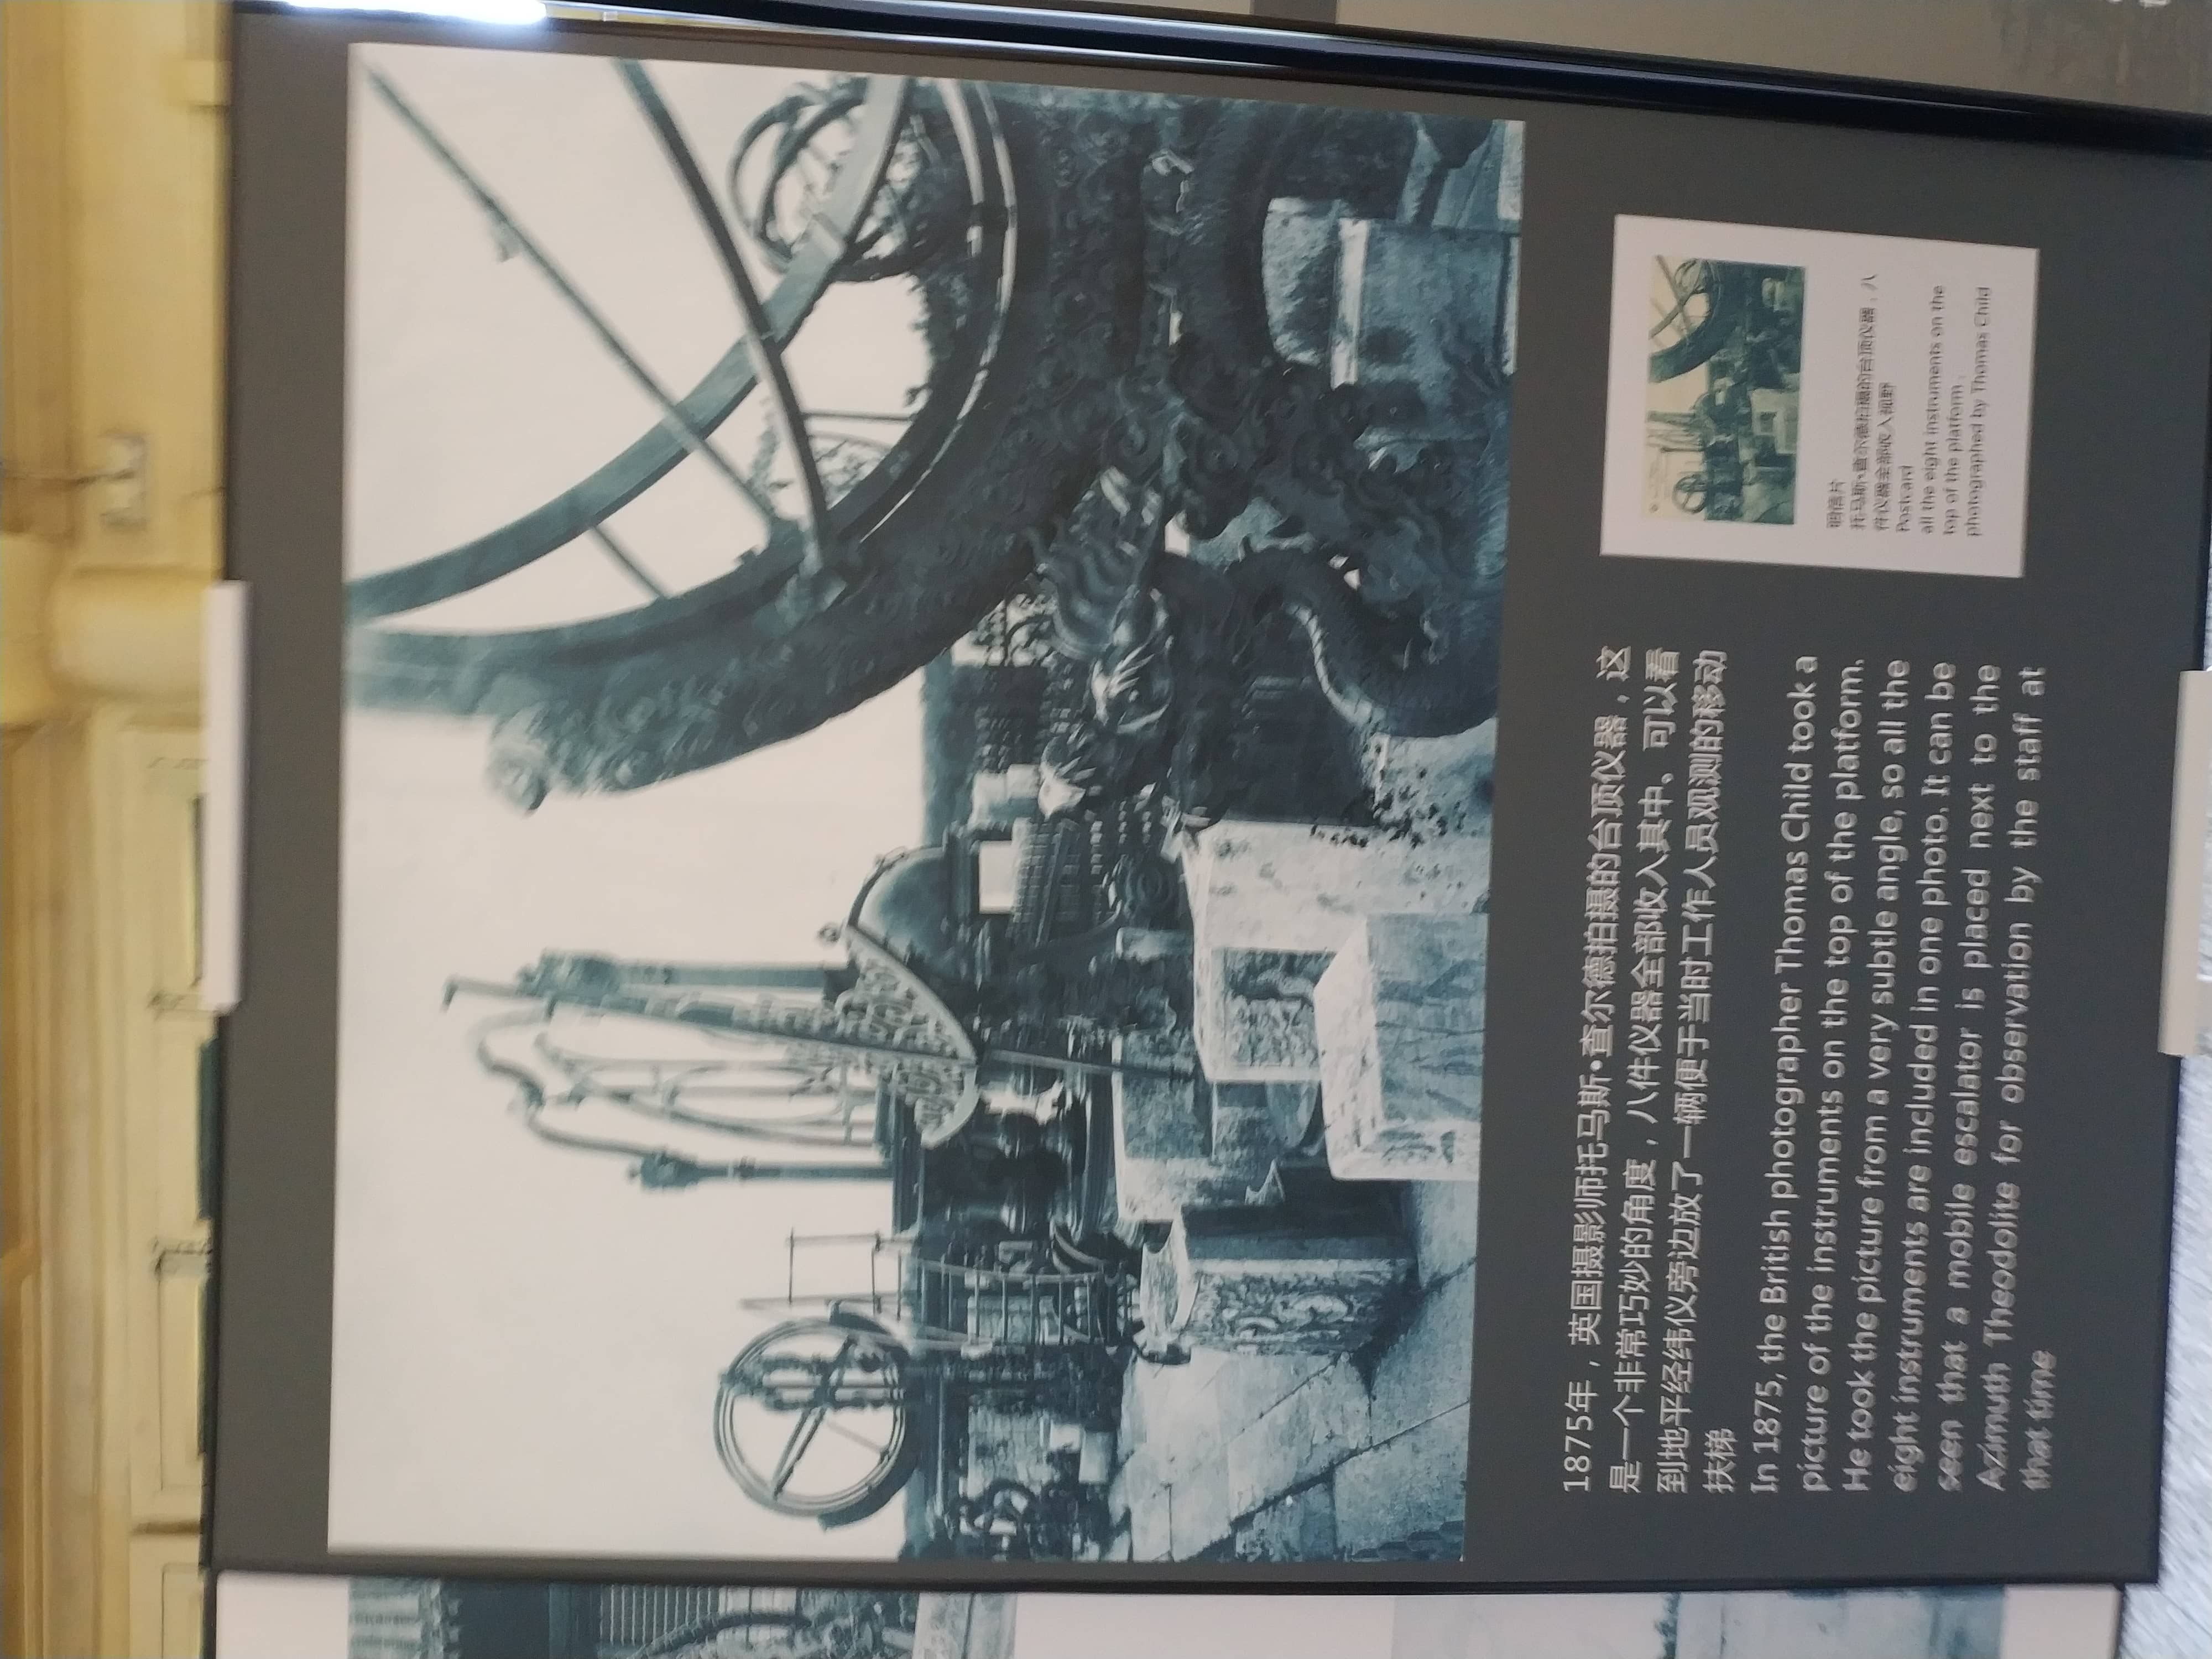 1875年，英国摄影师托马斯•查尔德拍摄的台顶仪器，这
是一个非常巧妙的角度，八件仪器全部收入其中。可以看
到地平经纬仪旁边放了一辆便于当时工作人员观测的移动
扶梯
In 1875, the British photographer Thomas Child took a
picture of the instruments on the top of the platform.
He took the picture from a very subtle angle, so all the
eight instruments are included in one photo. It can be
seen that a mobile escalator is placed next to the
Azimuth Theodolite for observation by the staff at
that time
明信片
托马斯•查尔德拍摄的台顶仪器，八
件仪器全部收入视野
Postcard
all the eight instruments on the
top of the platform ,
photographed by Thomas Child